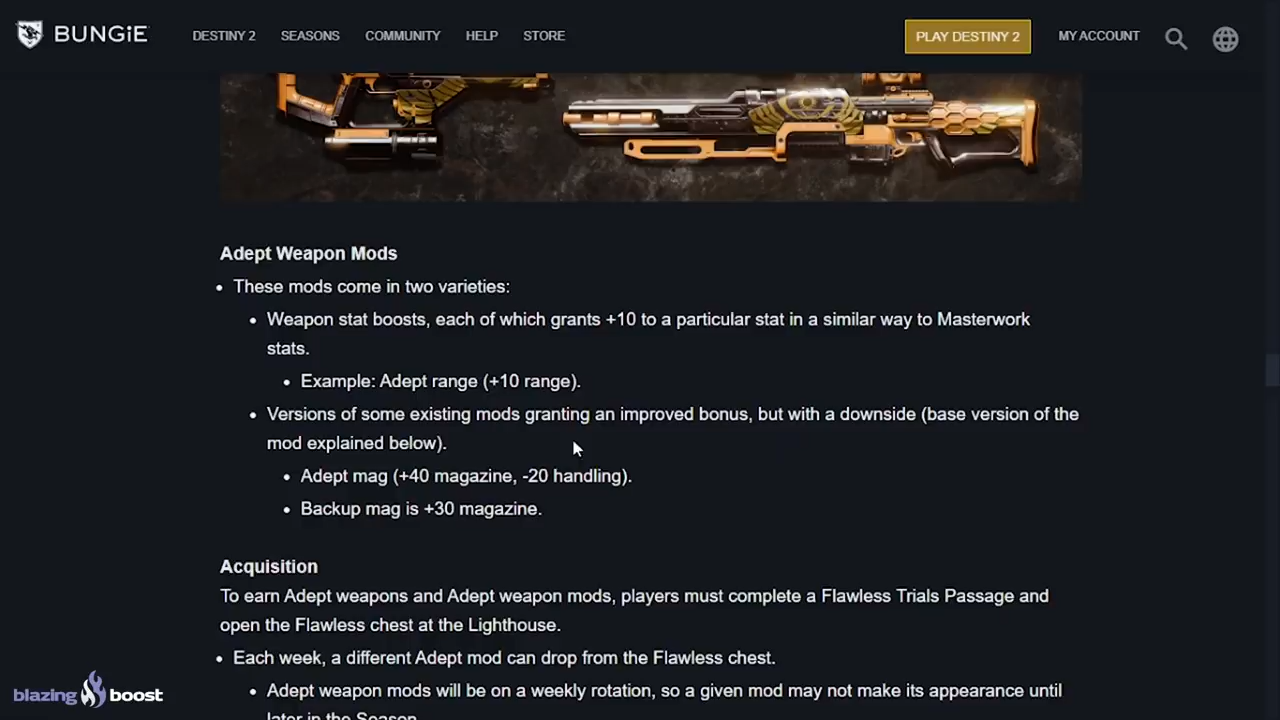 BUNGiE DESTINY 2 SEASONS COMMUNITY HELP STORE PLAY DESTINY 2 MY ACCOUNT
Adept Weapon Mods
• These mods come in two varieties:
• Weapon stat boosts, each of which grants +10 to a particular stat in a similar way to Masterwork
stats.
• Example: Adept range (+10 range).
• Versions of some existing mods granting an improved bonus, but with a downside (base version of the
mod explained below).
• Adept mag (+40 magazine, -20 handling).
• Backup mag is +30 magazine.
Acquisition
To earn Adept weapons and Adept weapon mods, players must complete a Flawless Trials Passage and
open the Flawless chest at the Lighthouse.
• Each week, a different Adept mod can drop from the Flawless chest.
• Adept weapon mods will be on a weekly rotation, so a given mod may not make its appearance until
later in the Season.
blazing boost